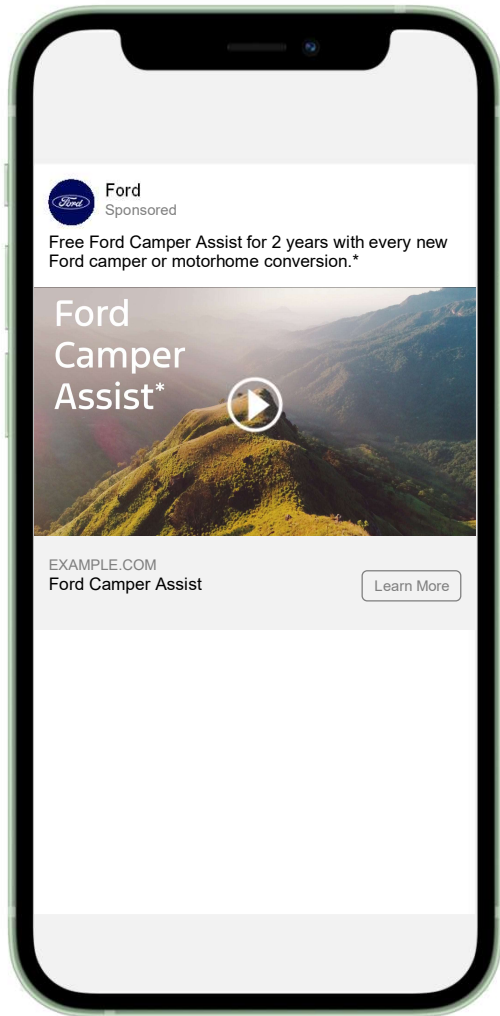 Ford
Ford
Sponsored
Free Ford Camper Assist for 2 years with every new
Ford camper or motorhome conversion.*
Ford
Camper
Assist*
EXAMPLE.COM
Ford Camper Assist
Learn More